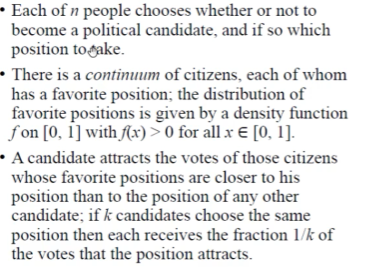 • Each of n people chooses whether or not to
become a political candidate, and if so which
position to take.
• There is a continuum of citizens, each of whom
has a favorite position; the distribution of
favorite positions is given by a density function
f on [0, 1] with f(x) > 0 for all x ∈ [0, 1].
• A candidate attracts the votes of those citizens
whose favorite positions are closer to his
position than to the position of any other
candidate; if k candidates choose the same
position then each receives the fraction 1/k of
the votes that the position attracts.